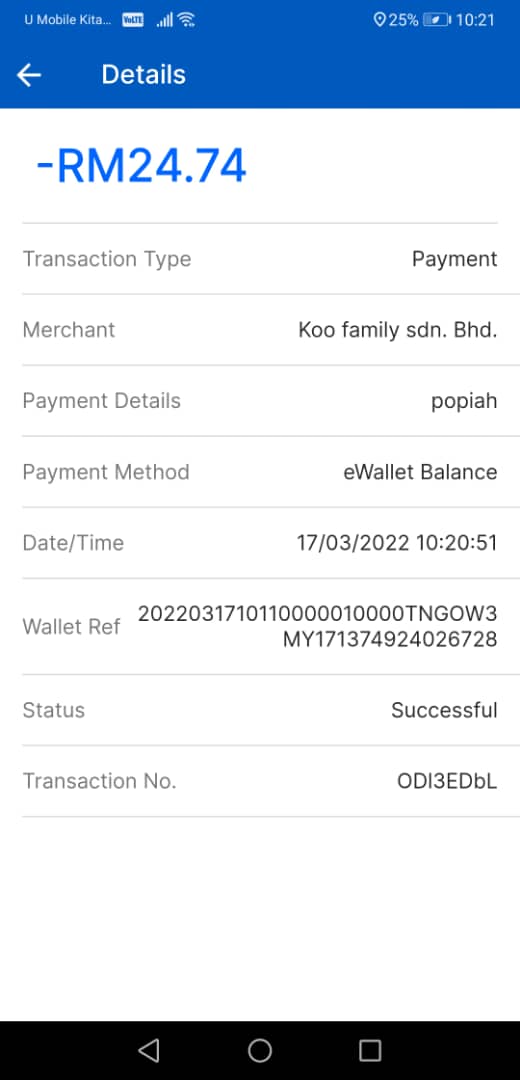 U Mobile Kita... VoLTE 25% 10:21
Details
-RM24.74
Transaction Type Payment
Merchant Koo family sdn. Bhd.
Payment Details popiah
Payment Method eWallet Balance
Date/Time 17/03/2022 10:20:51
Wallet Ref 2022031710110000010000TNGOW3
MY171374924026728
Status Successful
Transaction No. ODI3EDbL